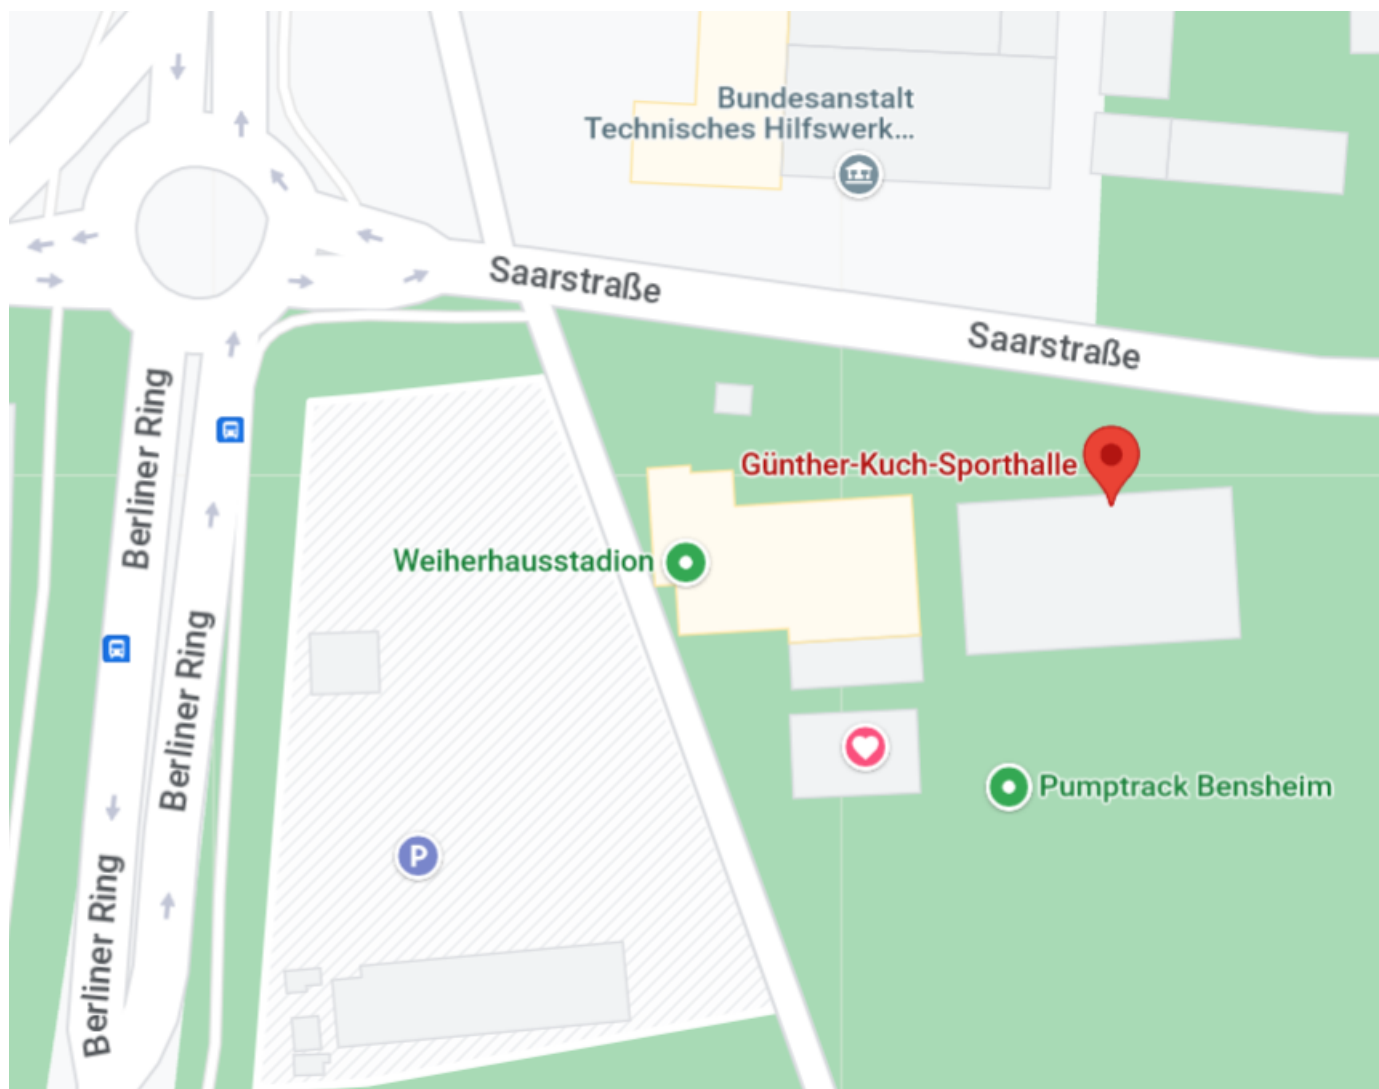 Bundesanstalt
Technisches Hilfswerk...
Saarstraße
Saarstraße
Berliner Ring
Günther-Kuch-Sporthalle
Weiherhausstadion
Berliner Ring
Pumptrack Bensheim
P
Berliner Ring